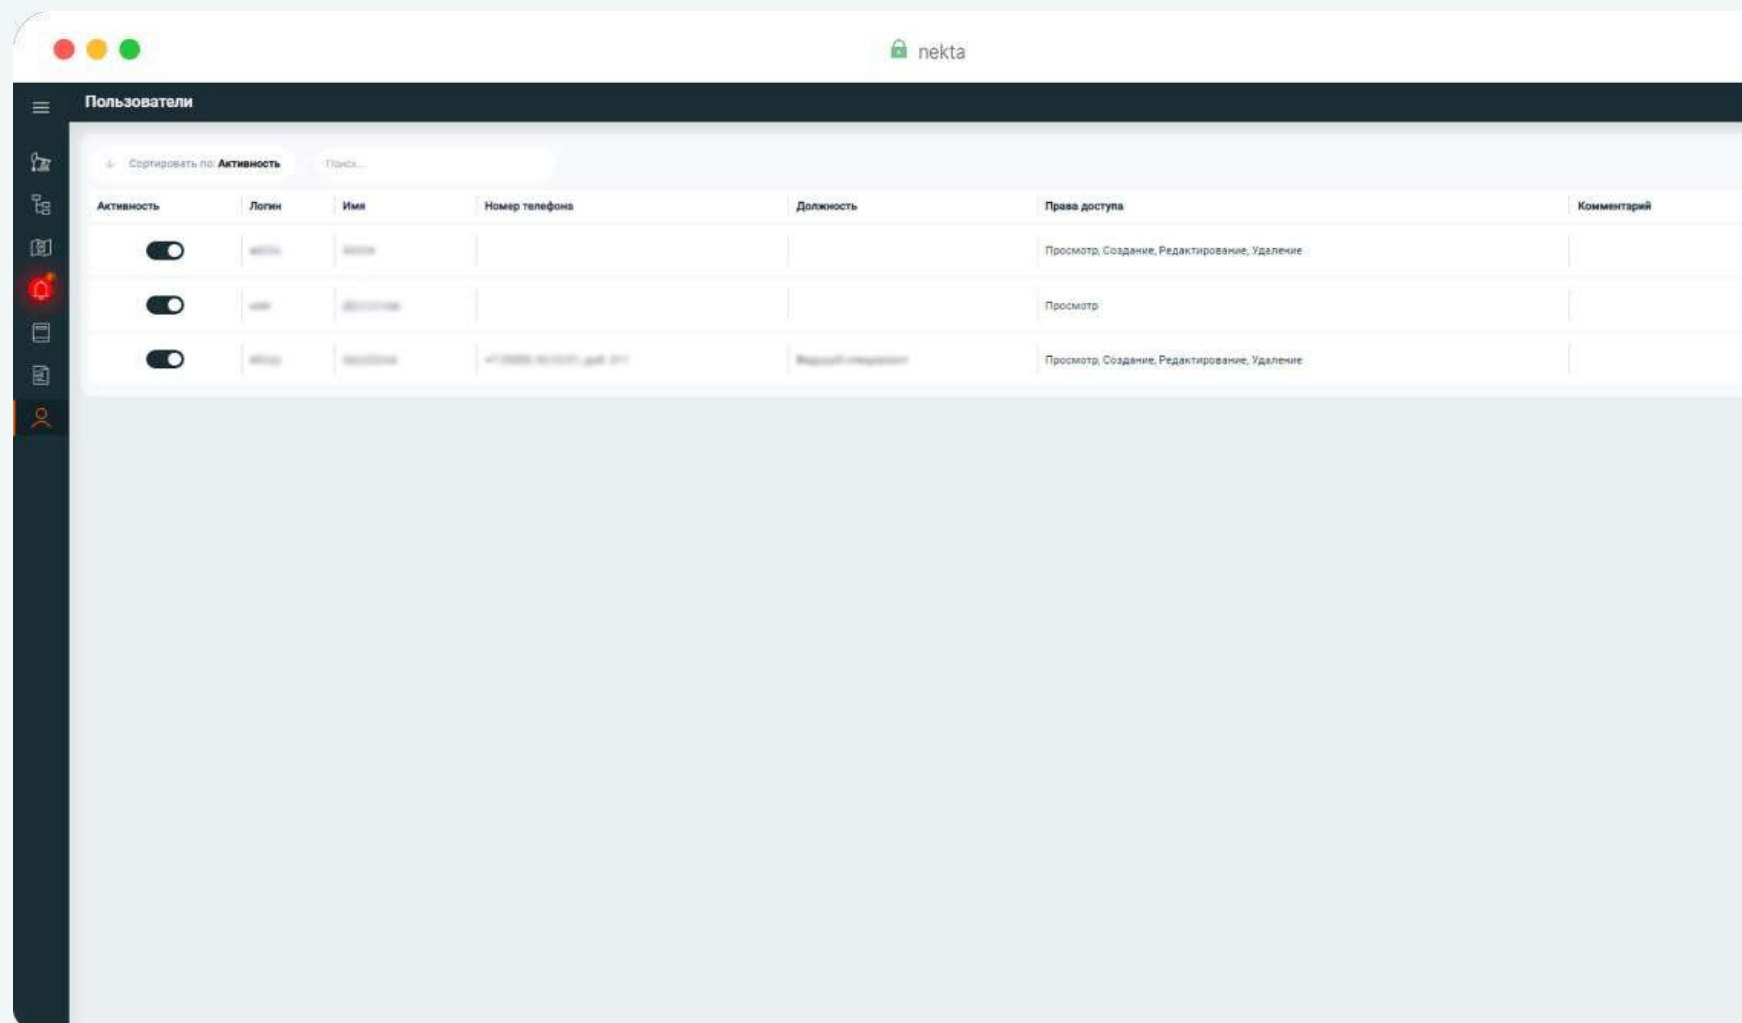 nekta
Пользователи
Сортировать по: Активность Поиск...
Активность Логин Имя Номер телефона Должность Права доступа Комментарий
Просмотр, Создание, Редактирование, Удаление
Просмотр
Просмотр, Создание, Редактирование, Удаление